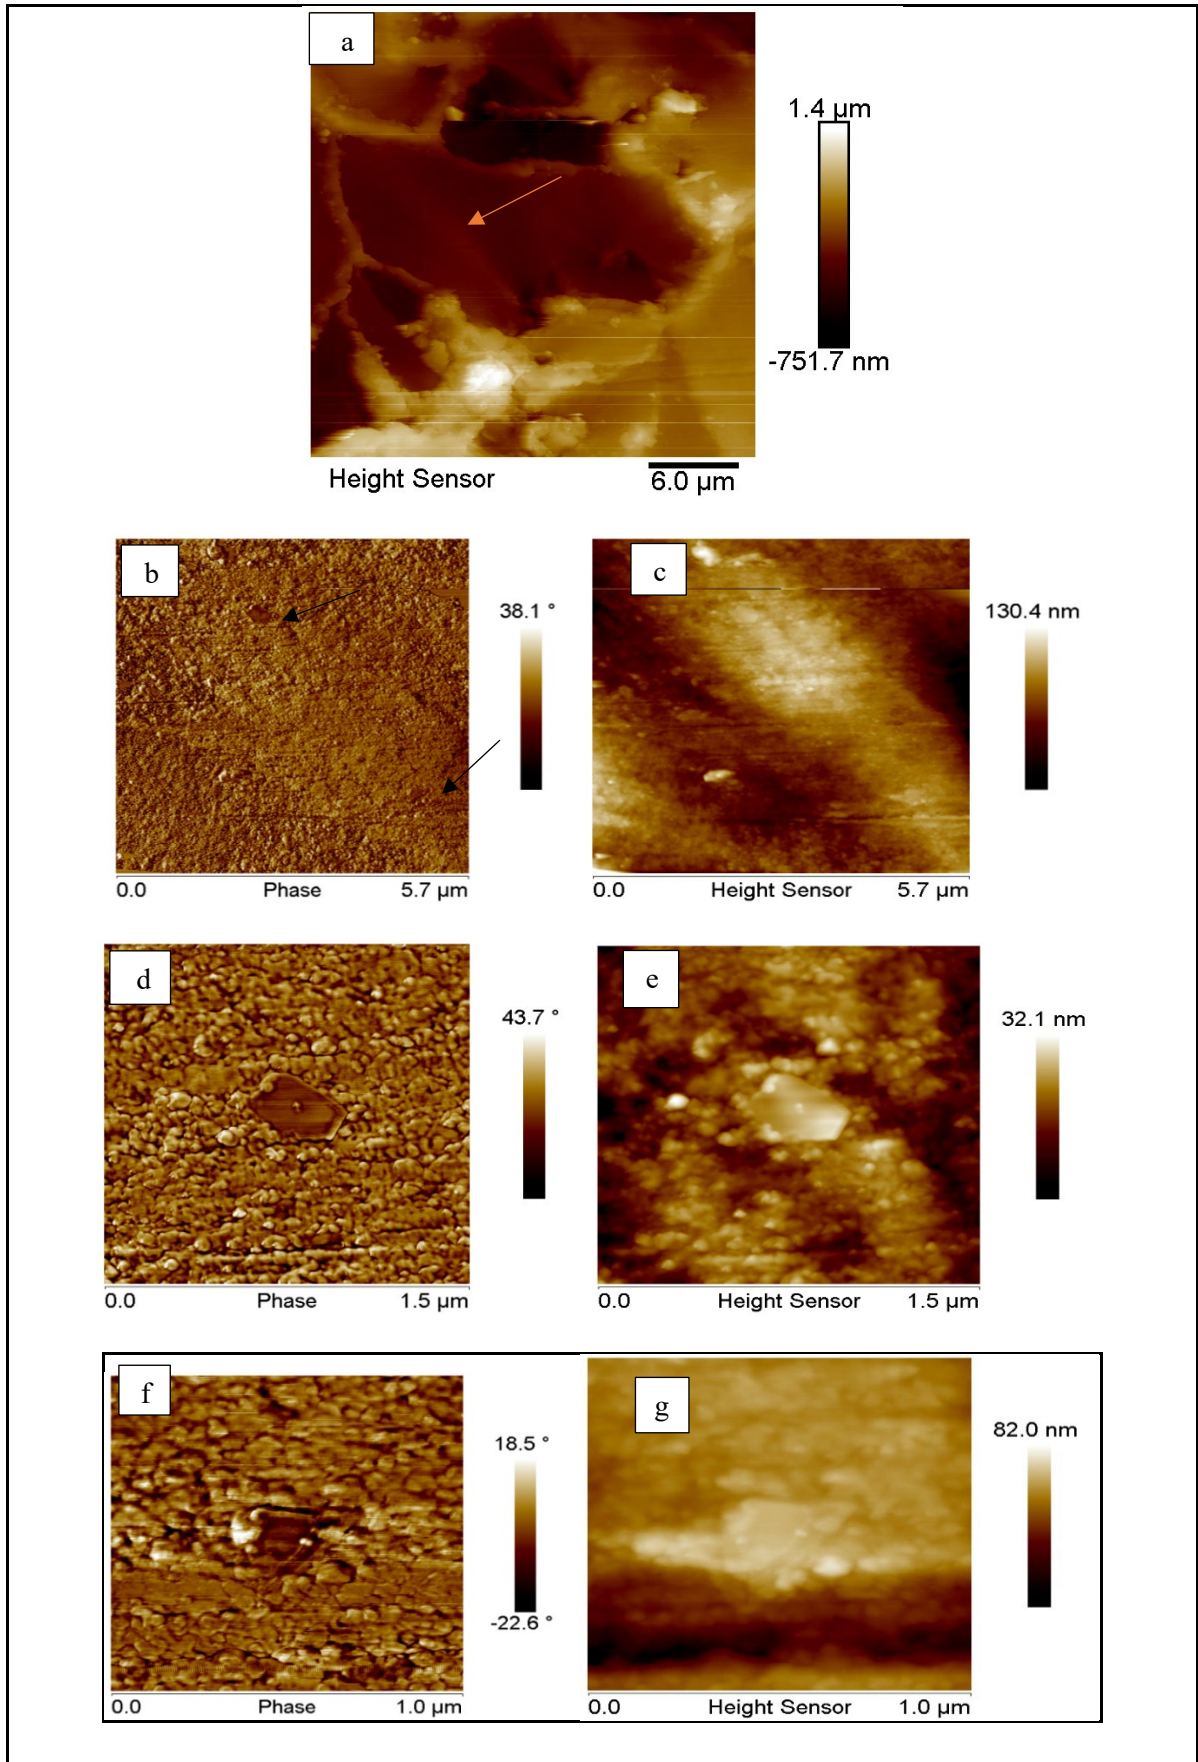 a
1.4 µm
-751.7 nm
Height Sensor
6.0 µm
b
c
38.1 °
130.4 nm
0.0 Phase 5.7 µm
0.0 Height Sensor 5.7 µm
d
e
43.7 °
32.1 nm
0.0 Phase 1.5 µm
0.0 Height Sensor 1.5 µm
f
g
18.5 °
82.0 nm
-22.6 °
0.0 Phase 1.0 µm
0.0 Height Sensor 1.0 µm